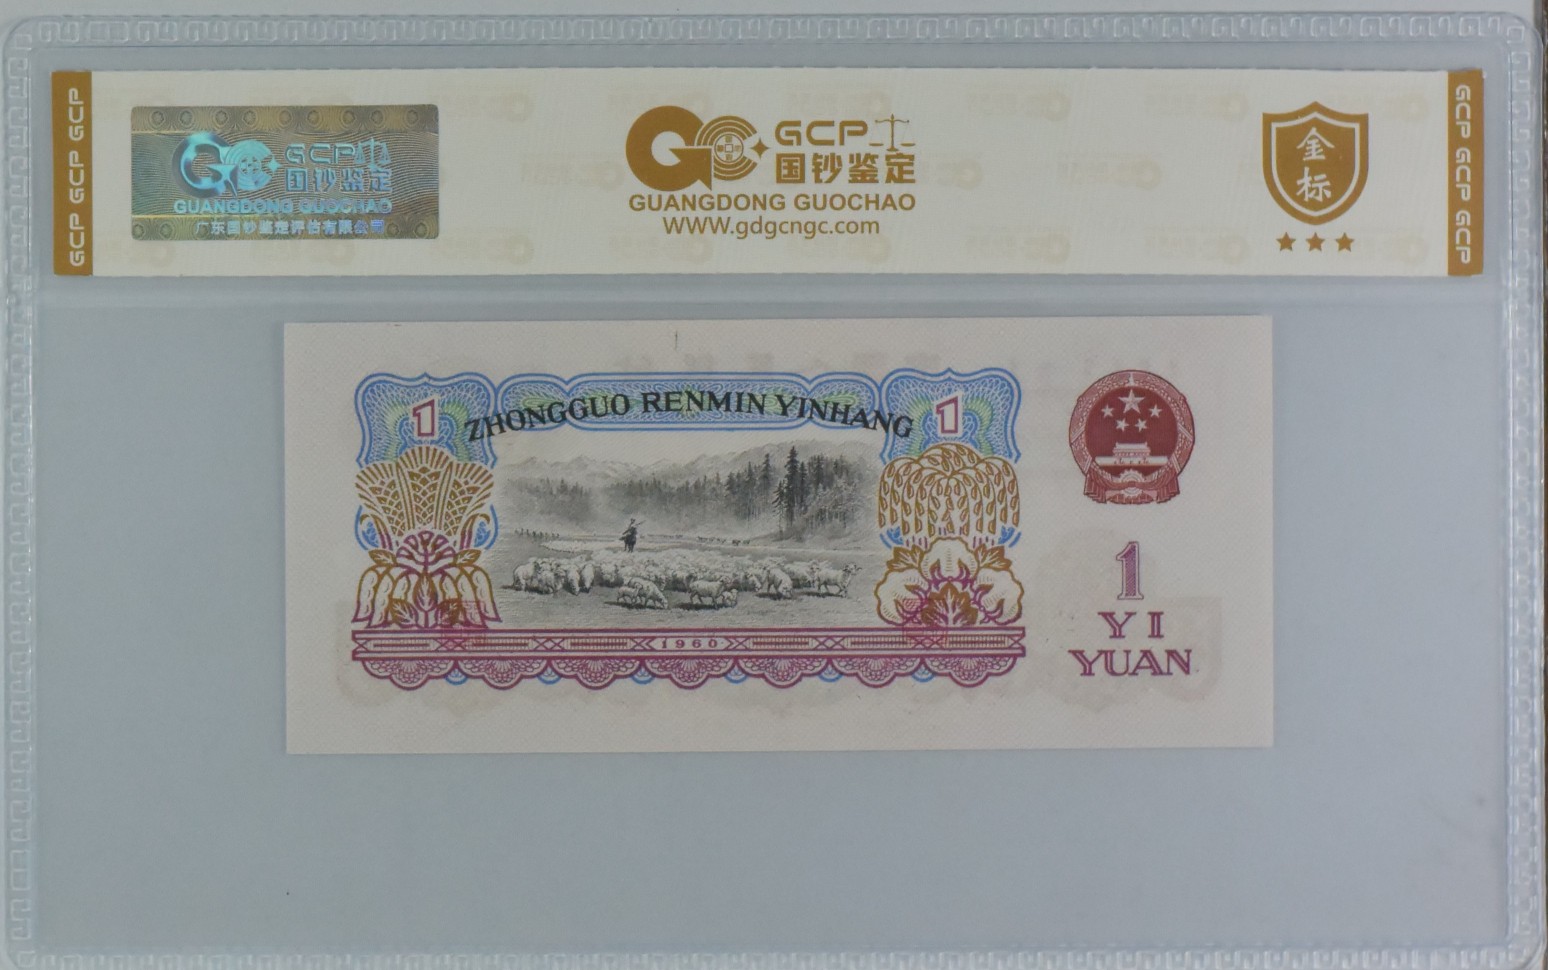 GCP GCP GCP
GCP
国钞鉴定
GUANGDONG GUOCHAO
广东国钞鉴定评估有限公司
GCP
国钞鉴定
GUANGDONG GUOCHAO
www.gdgcngc.com
金标
GCP GCP GCP
ZHONGGUO RENMIN YINHANG
1
1
1960
1
YI
YUAN